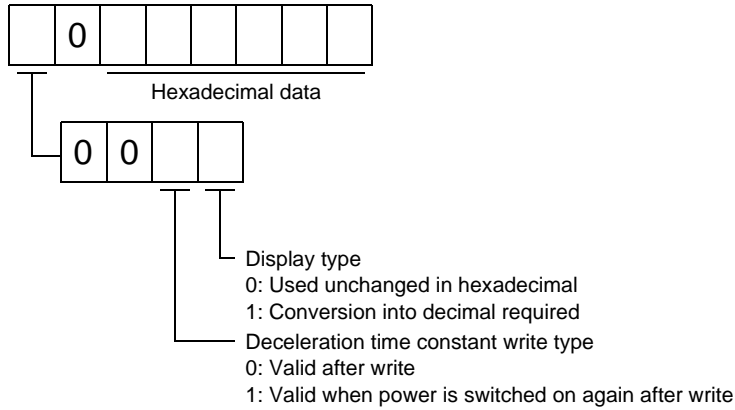 0
Hexadecimal data
0 0
Display type
0: Used unchanged in hexadecimal
1: Conversion into decimal required
Deceleration time constant write type
0: Valid after write
1: Valid when power is switched on again after write